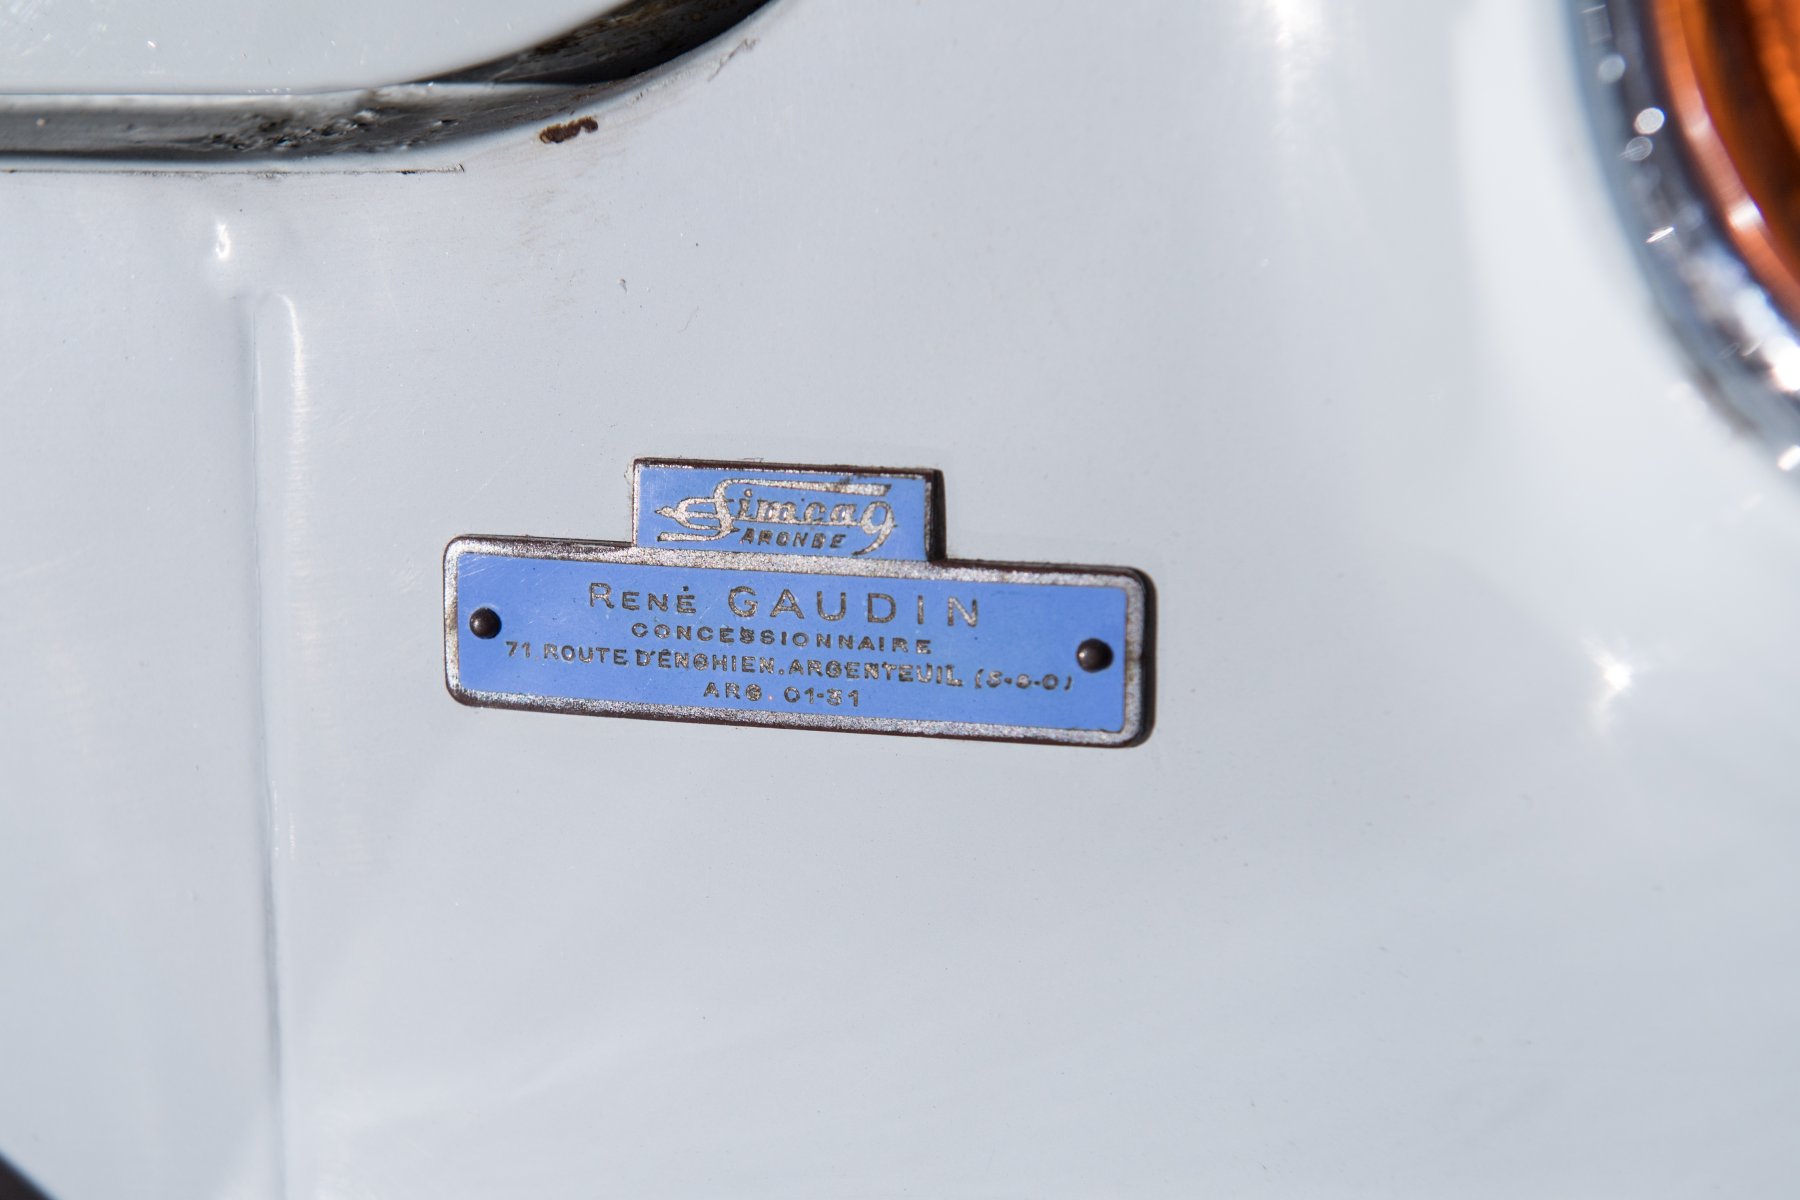 Simca 9
ARONDE
RENÉ GAUDIN
CONCESSIONNAIRE
71 ROUTE D'ENGHIEN. ARGENTEUIL (S-&-O)
ARG. 01-31